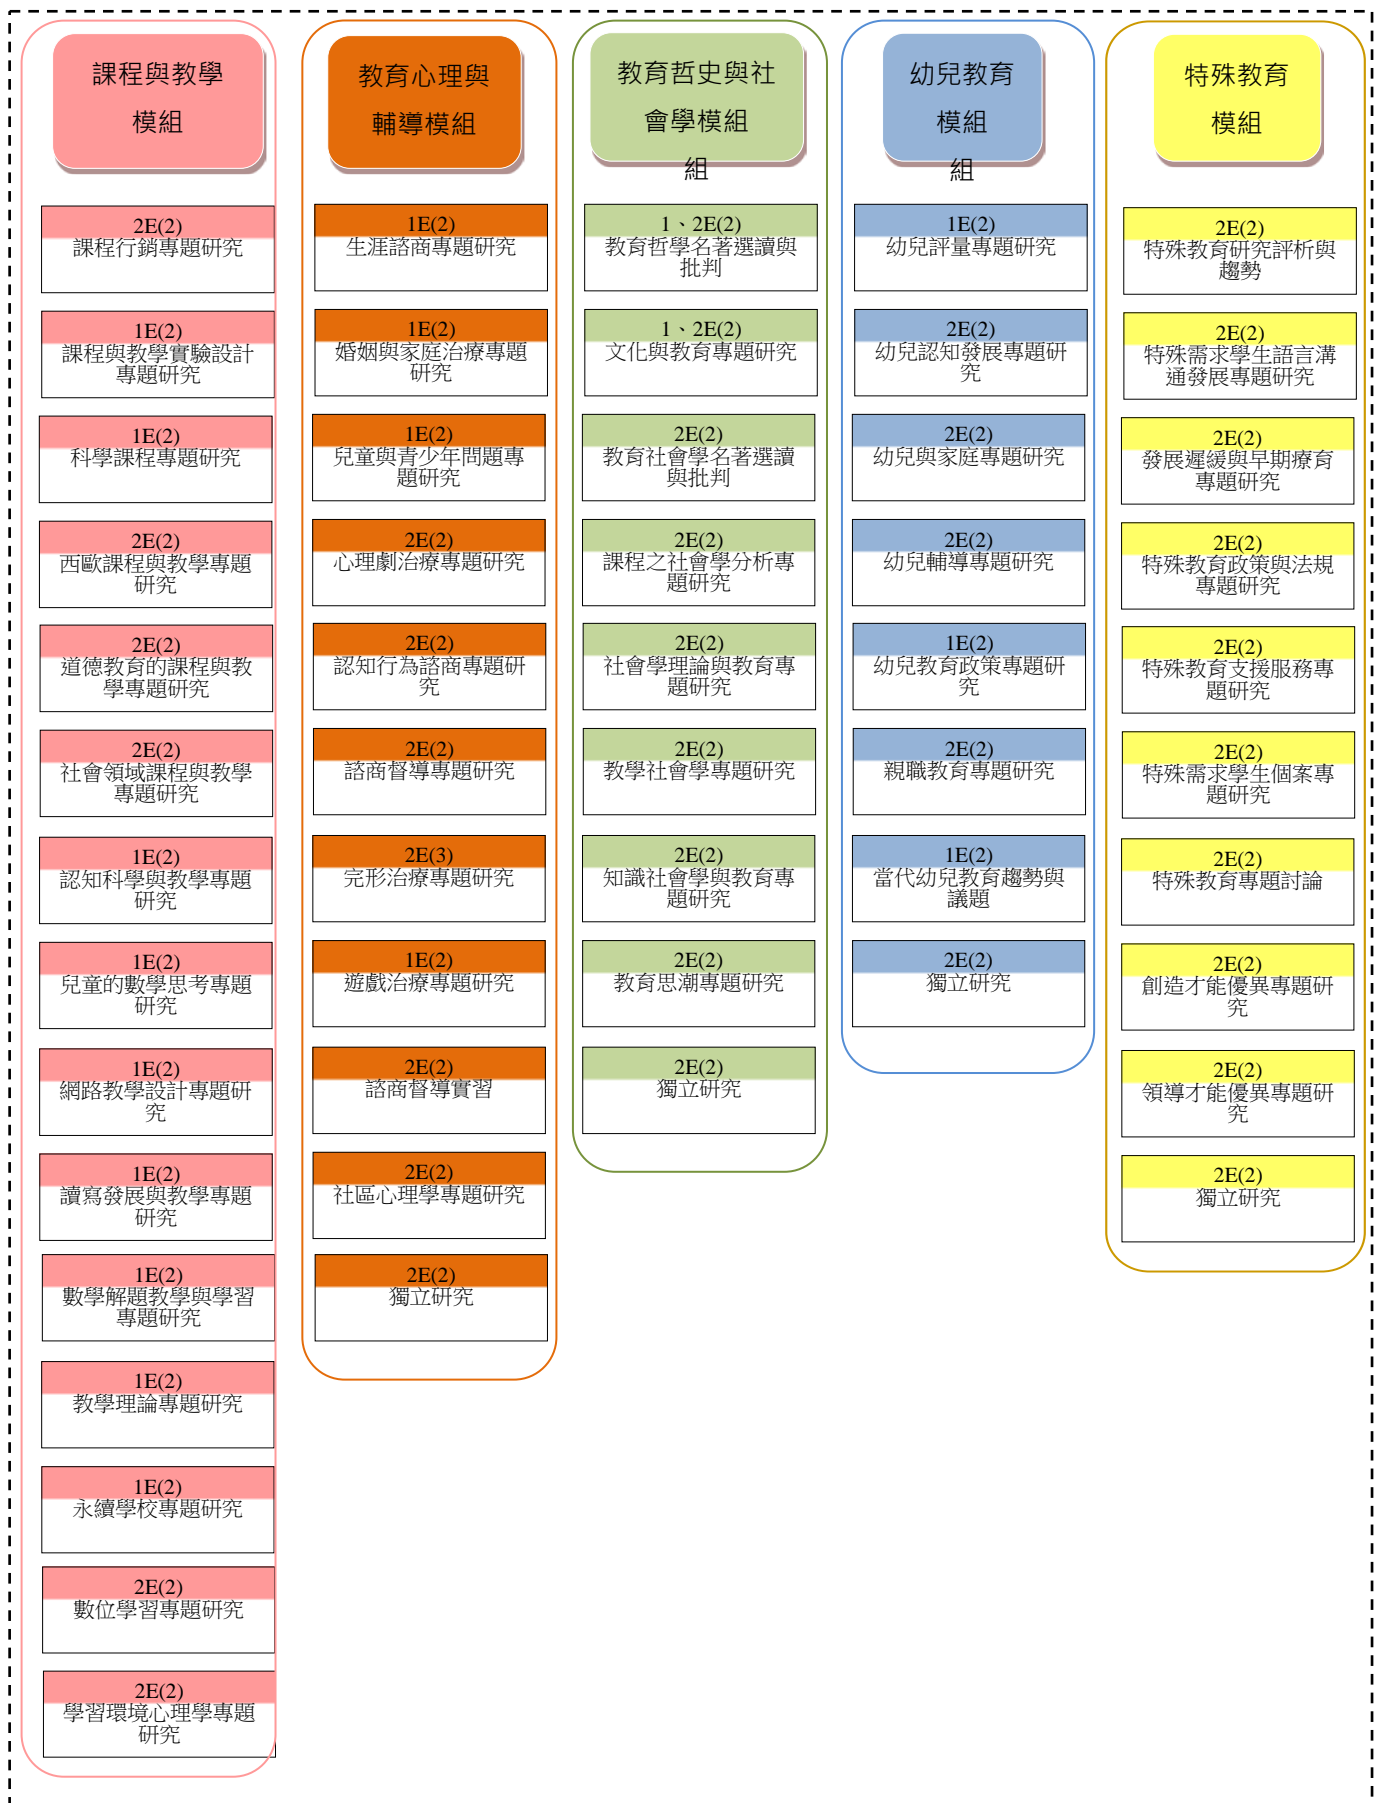 課程與教學
模組
2E(2)
課程行銷專題研究
1E(2)
課程與教學實驗設計
專題研究
1E(2)
科學課程專題研究
2E(2)
西歐課程與教學專題
研究
2E(2)
道德教育的課程與教
學專題研究
2E(2)
社會領域課程與教學
專題研究
1E(2)
認知科學與教學專題
研究
1E(2)
兒童的數學思考專題
研究
1E(2)
網路教學設計專題研
究
1E(2)
讀寫發展與教學專題
研究
1E(2)
數學解題教學與學習
專題研究
1E(2)
教學理論專題研究
1E(2)
永續學校專題研究
2E(2)
數位學習專題研究
2E(2)
學習環境心理學專題
研究
教育心理與
輔導模組
1E(2)
生涯諮商專題研究
1E(2)
婚姻與家庭治療專題
研究
1E(2)
兒童與青少年問題專
題研究
2E(2)
心理劇治療專題研究
2E(2)
認知行為諮商專題研
究
2E(2)
諮商督導專題研究
2E(3)
完形治療專題研究
1E(2)
遊戲治療專題研究
2E(2)
諮商督導實習
2E(2)
社區心理學專題研究
2E(2)
獨立研究
教育哲史與社
會學模組
組
1、2E(2)
教育哲學名著選讀與
批判
1、2E(2)
文化與教育專題研究
2E(2)
教育社會學名著選讀
與批判
2E(2)
課程之社會學分析專
題研究
2E(2)
社會學理論與教育專
題研究
2E(2)
教學社會學專題研究
2E(2)
知識社會學與教育專
題研究
2E(2)
教育思潮專題研究
2E(2)
獨立研究
幼兒教育
模組
組
1E(2)
幼兒評量專題研究
2E(2)
幼兒認知發展專題研
究
2E(2)
幼兒與家庭專題研究
2E(2)
幼兒輔導專題研究
1E(2)
幼兒教育政策專題研
究
2E(2)
親職教育專題研究
1E(2)
當代幼兒教育趨勢與
議題
2E(2)
獨立研究
特殊教育
模組
2E(2)
特殊教育研究評析與
趨勢
2E(2)
特殊需求學生語言溝
通發展專題研究
2E(2)
發展遲緩與早期療育
專題研究
2E(2)
特殊教育政策與法規
專題研究
2E(2)
特殊教育支援服務專
題研究
2E(2)
特殊需求學生個案專
題研究
2E(2)
特殊教育專題討論
2E(2)
創造才能優異專題研
究
2E(2)
領導才能優異專題研
究
2E(2)
獨立研究